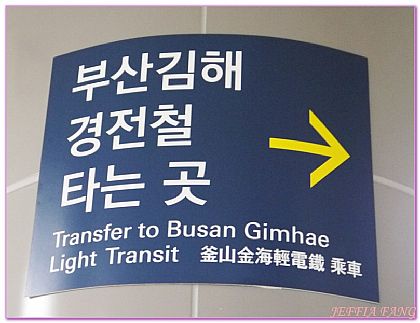 부산김해
경전철
타는 곳
Transfer to Busan Gimhae
Light Transit 釜山金海輕電鐵 乘車
JEFFIA FANG